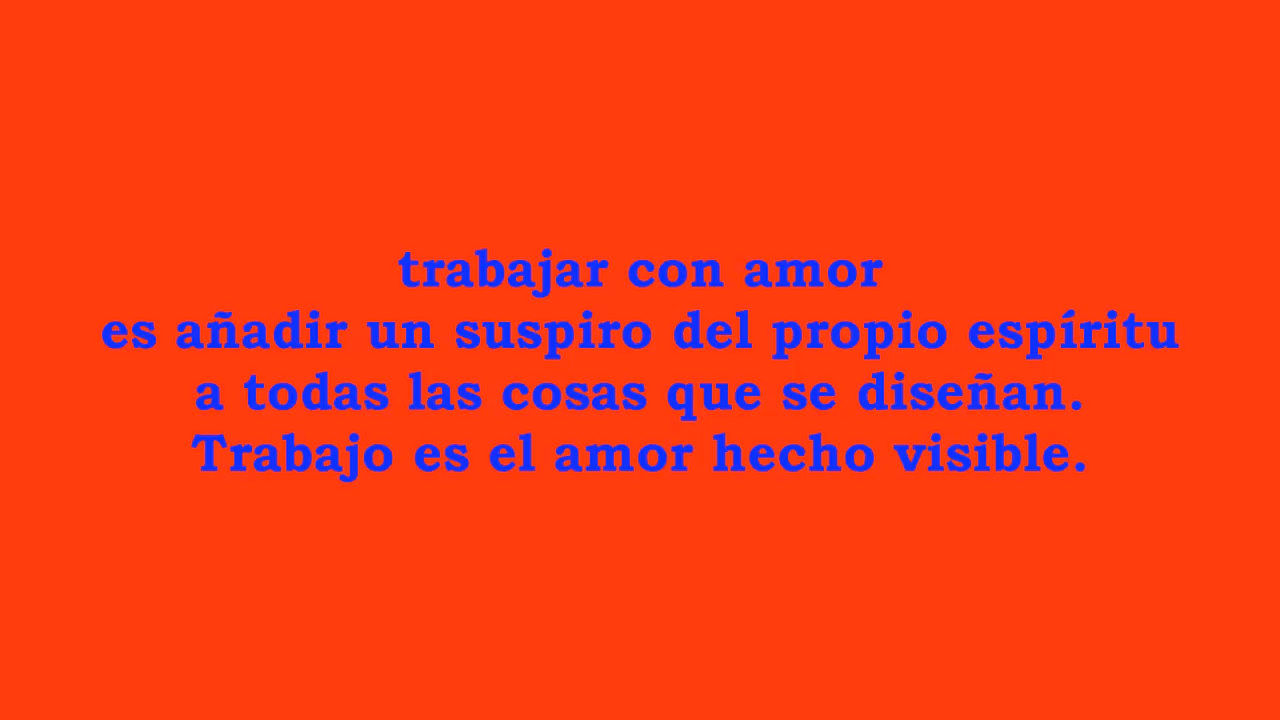 trabajar con amor
es añadir un suspiro del propio espíritu
a todas las cosas que se diseñan.
Trabajo es el amor hecho visible.